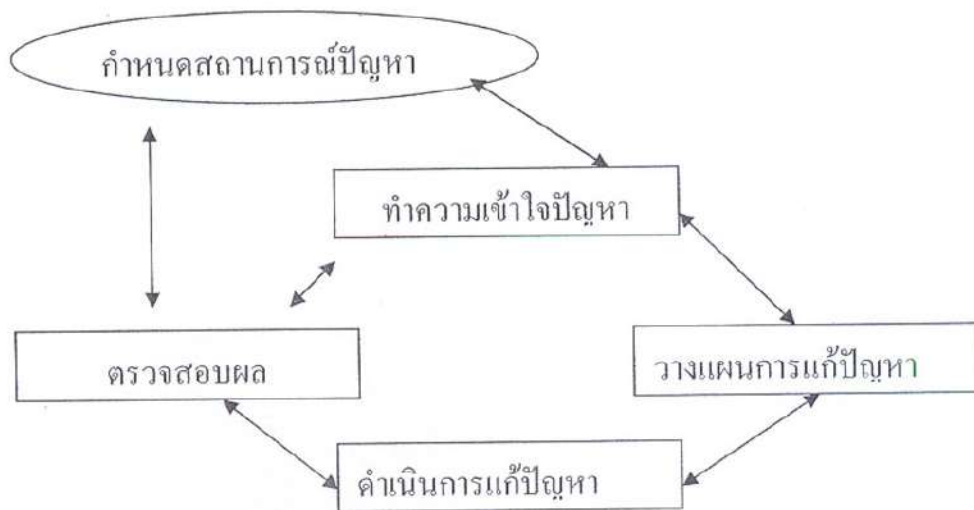 กำหนดสถานการณ์ปัญหา
ทำความเข้าใจปัญหา
ตรวจสอบผล
วางแผนการแก้ปัญหา
ดำเนินการแก้ปัญหา